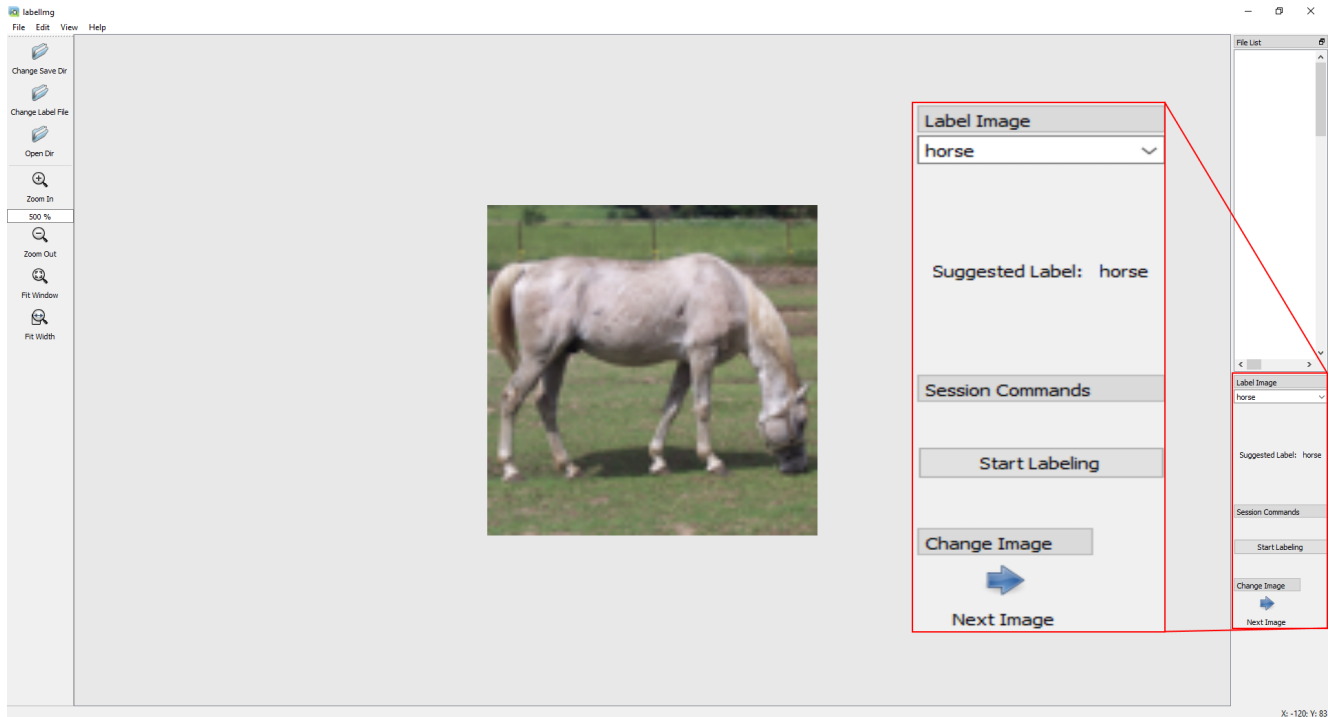 labelImg
File Edit View Help
Change Save Dir
Change Label File
Open Dir
Zoom In
500 %
Zoom Out
Fit Window
Fit Width
Label Image
horse
Suggested Label: horse
Session Commands
Start Labeling
Change Image
Next Image
File List
Label Image
horse
Suggested Label: horse
Session Commands
Start Labeling
Change Image
Next Image
X: -120; Y: 83